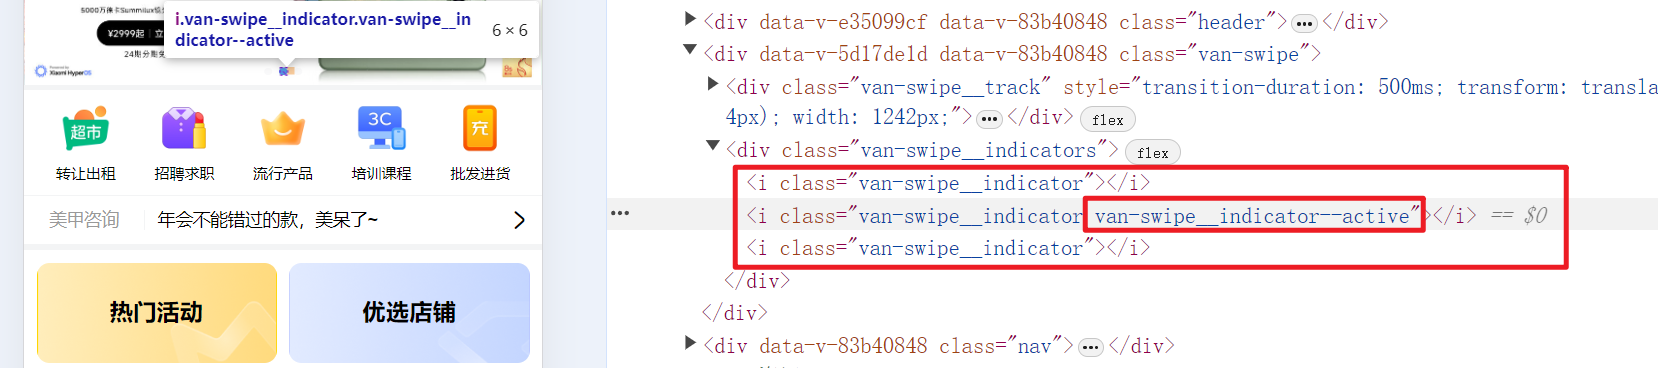 5000万徕卡Summilux镜
¥2999起 | 立
24期分期免
Powered by
Xiaomi HyperOS
i.van-swipe__indicator.van-swipe__in
dicator--active
6 × 6
超市
3C
充
转让出租
招聘求职
流行产品
培训课程
批发进货
美甲咨询
年会不能错过的款，美呆了~
热门活动
优选店铺
▶<div data-v-e35099cf data-v-83b40848 class="header">…</div>
▼<div data-v-5d17de1d data-v-83b40848 class="van-swipe">
▶<div class="van-swipe__track" style="transition-duration: 500ms; transform: transla
4px); width: 1242px;">…</div> flex
▼<div class="van-swipe__indicators"> flex
<i class="van-swipe__indicator"></i>
<i class="van-swipe__indicator van-swipe__indicator--active"></i> == $0
<i class="van-swipe__indicator"></i>
</div>
</div>
▶<div data-v-83b40848 class="nav">…</div>